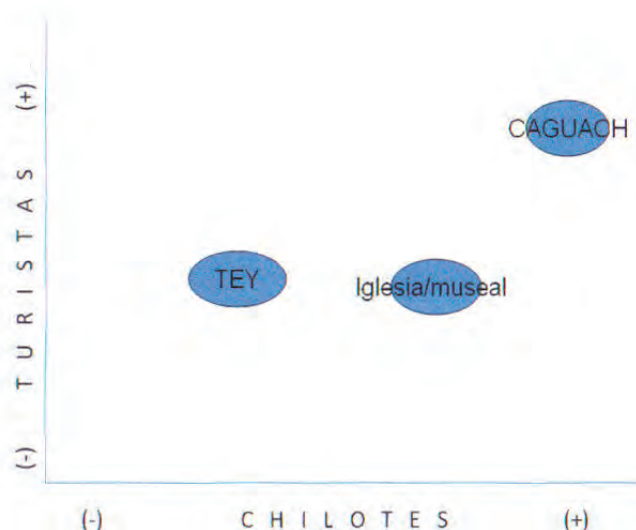 (+)
CAGUACH
TURISTAS
TEY
Iglesia/museal
(-)
(-) CHILOTES (+)